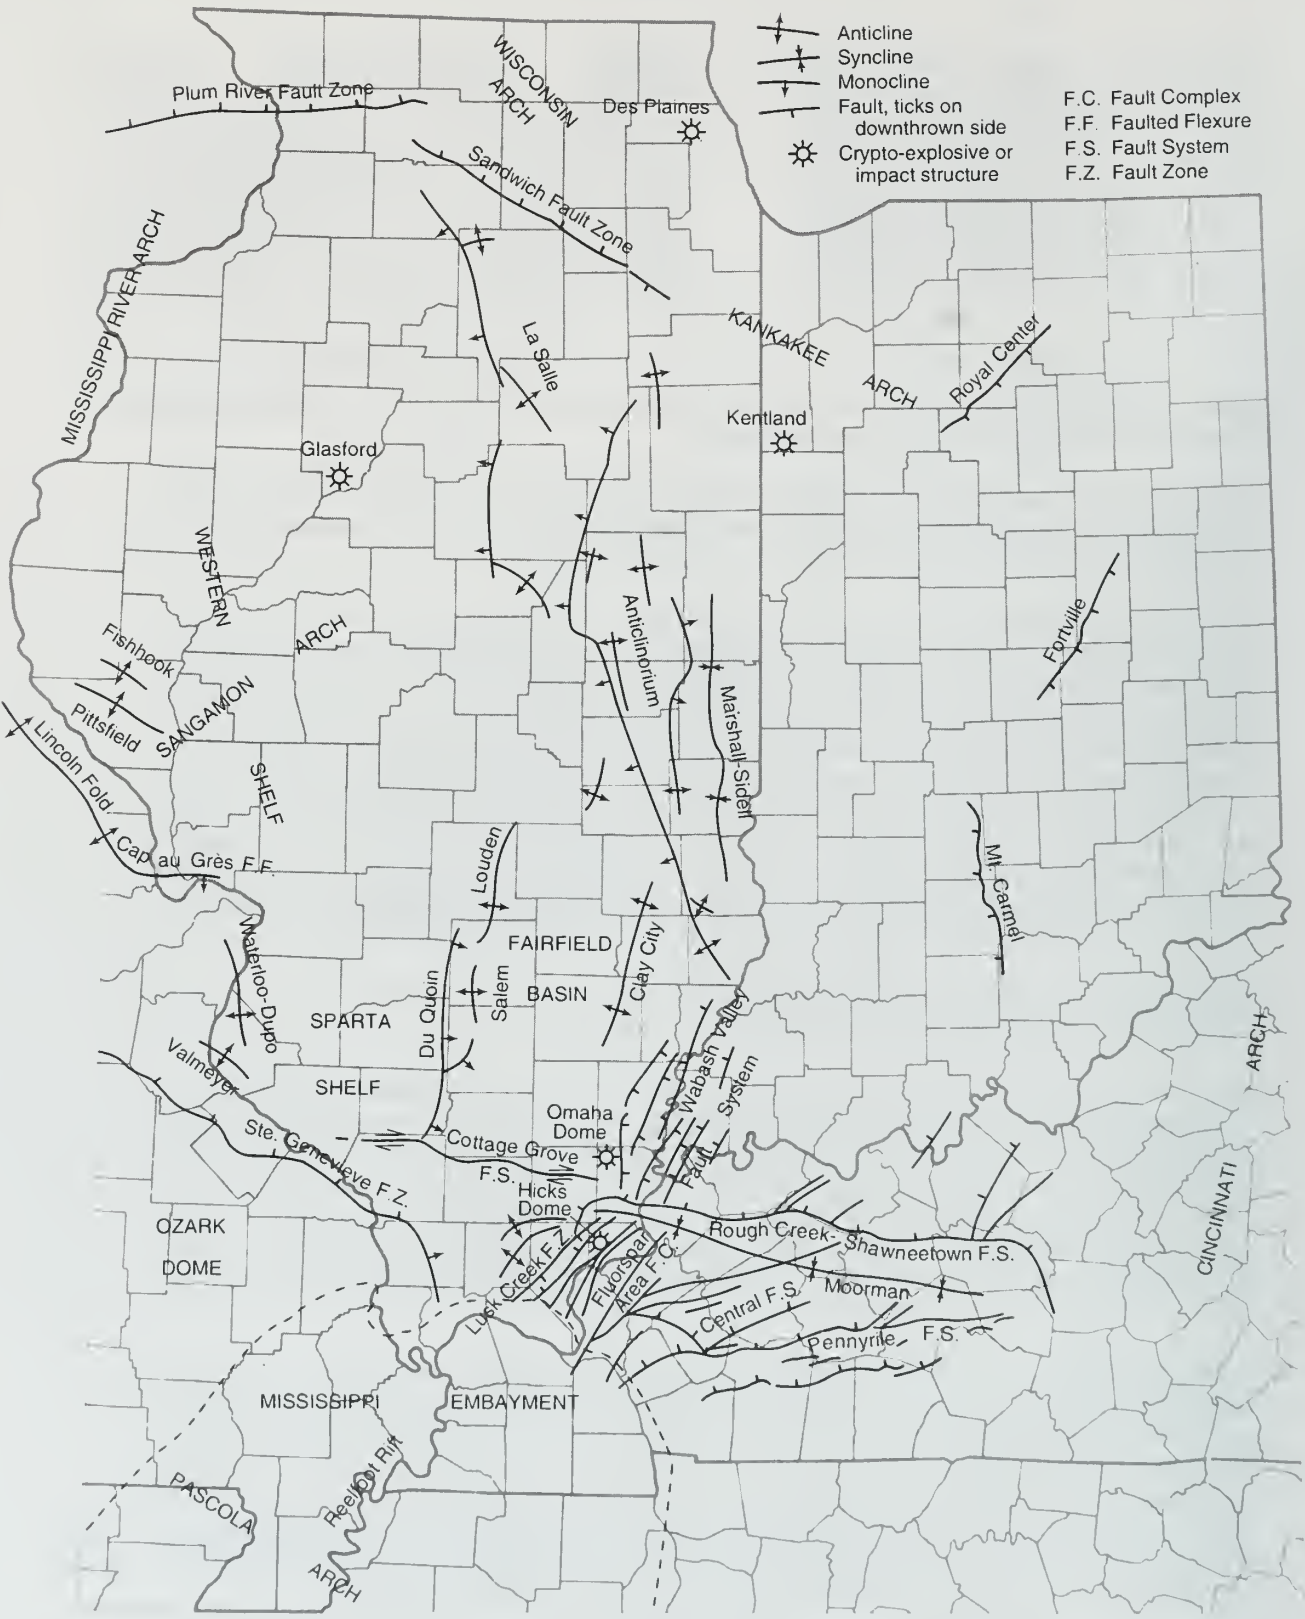 Anticline
Syncline
Monocline
Fault, ticks on
downthrown side
Crypto-explosive or
impact structure
F.C. Fault Complex
F.F. Faulted Flexure
F.S. Fault System
F.Z. Fault Zone
Plum River Fault Zone
WISCONSIN
ARCH
Des Plaines
Sandwich Fault Zone
MISSISSIPPI RIVER ARCH
La Salle
KANKAKEE
ARCH
Royal Center
Kentland
Glasford
WESTERN
Fishhook
ARCH
Anticlinorium
Fortville
Pittsfield
SANGAMON
Lincoln Fold
Marshall-Sidell
SHELF
Cap au Grès F.F.
Louden
Mt. Carmel
FAIRFIELD
Clay City
Waterloo-Dupo
Du Quoin
Salem
BASIN
SPARTA
Valmeyer
SHELF
Wabash Valley
System
Fault
ARCH
Omaha
Dome
Ste. Genevieve F.Z.
Cottage Grove
F.S.
Hicks
Dome
CINCINNATI
OZARK
DOME
Rough Creek-Shawneetown F.S.
Lusk Creek F.Z.
Fluorspar
Area F.C.
Moorman
Central F.S.
Pennyrile F.S.
MISSISSIPPI EMBAYMENT
Reelfoot Rift
PASCOLA
ARCH